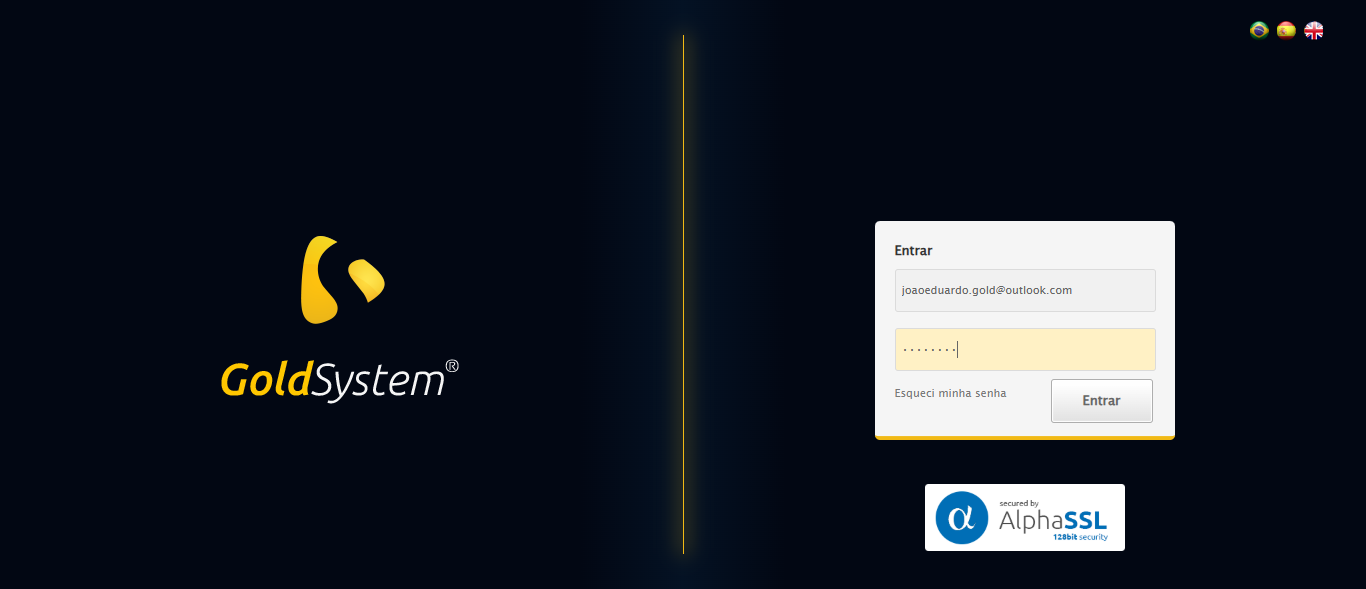 GoldSystem®
Entrar
joaoeduardo.gold@outlook.com
········
Esqueci minha senha
Entrar
α
secured by
AlphaSSL
128bit security